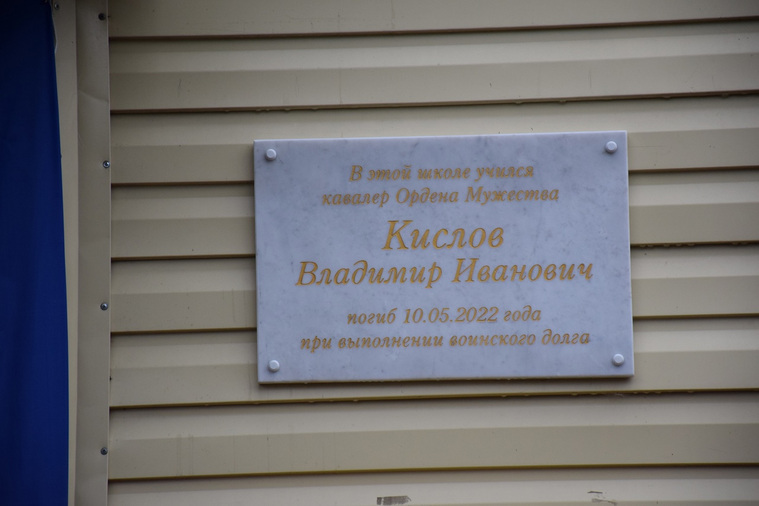 В этой школе учился
кавалер Ордена Мужества
Кислов
Владимир Иванович
погиб 10.05.2022 года
при выполнении воинского долга